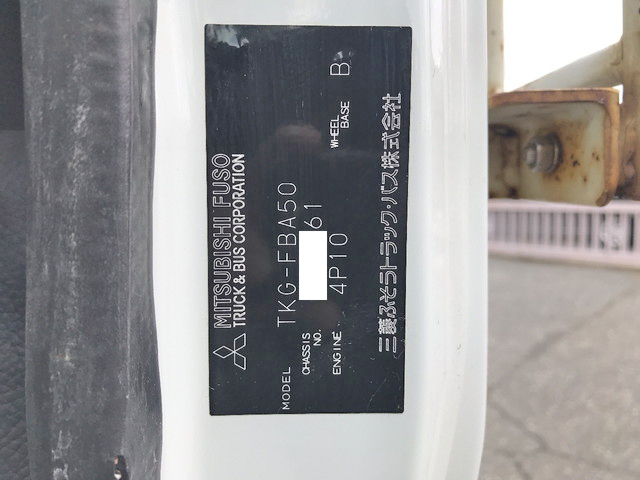 MITSUBISHI FUSO
TRUCK & BUS CORPORATION
MODEL TKG-FBA50
CHASSIS NO. 61
ENGINE 4P10 WHEEL BASE B
三菱ふそうトラック・バス株式会社